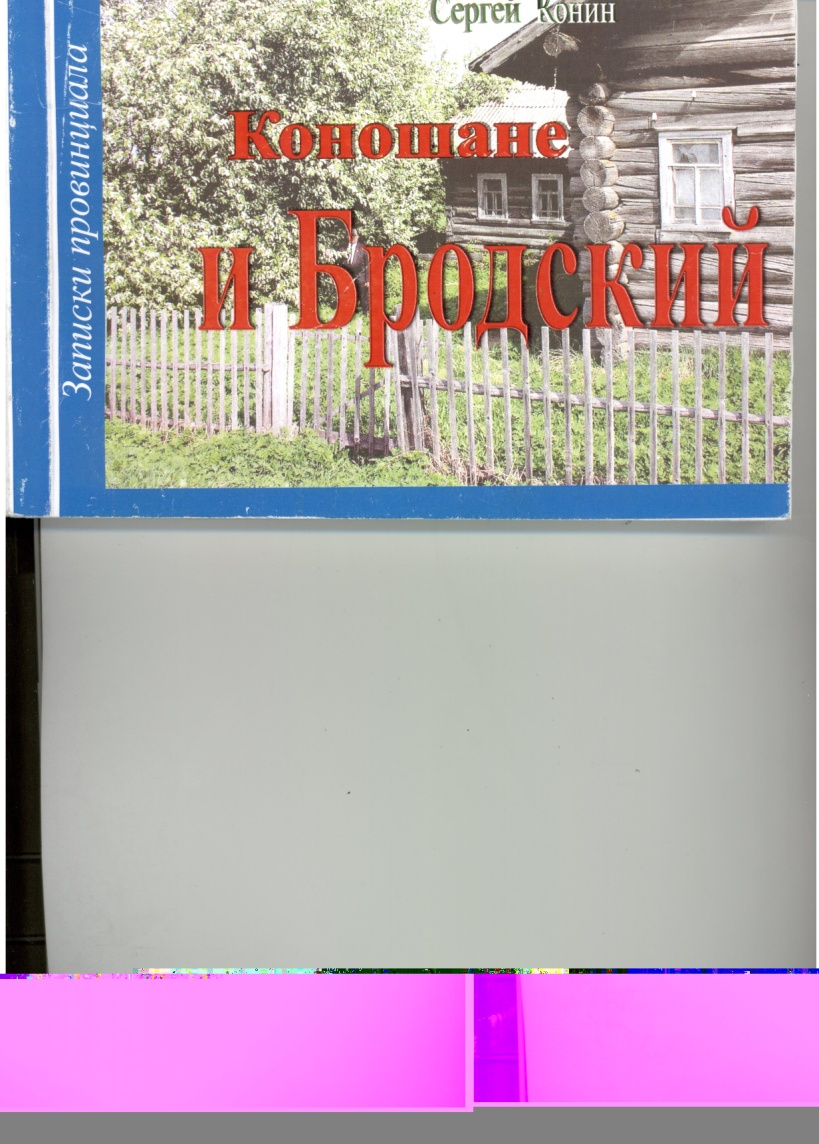 Сергей Конин
Записки провинциала
Коношане
и Бродский